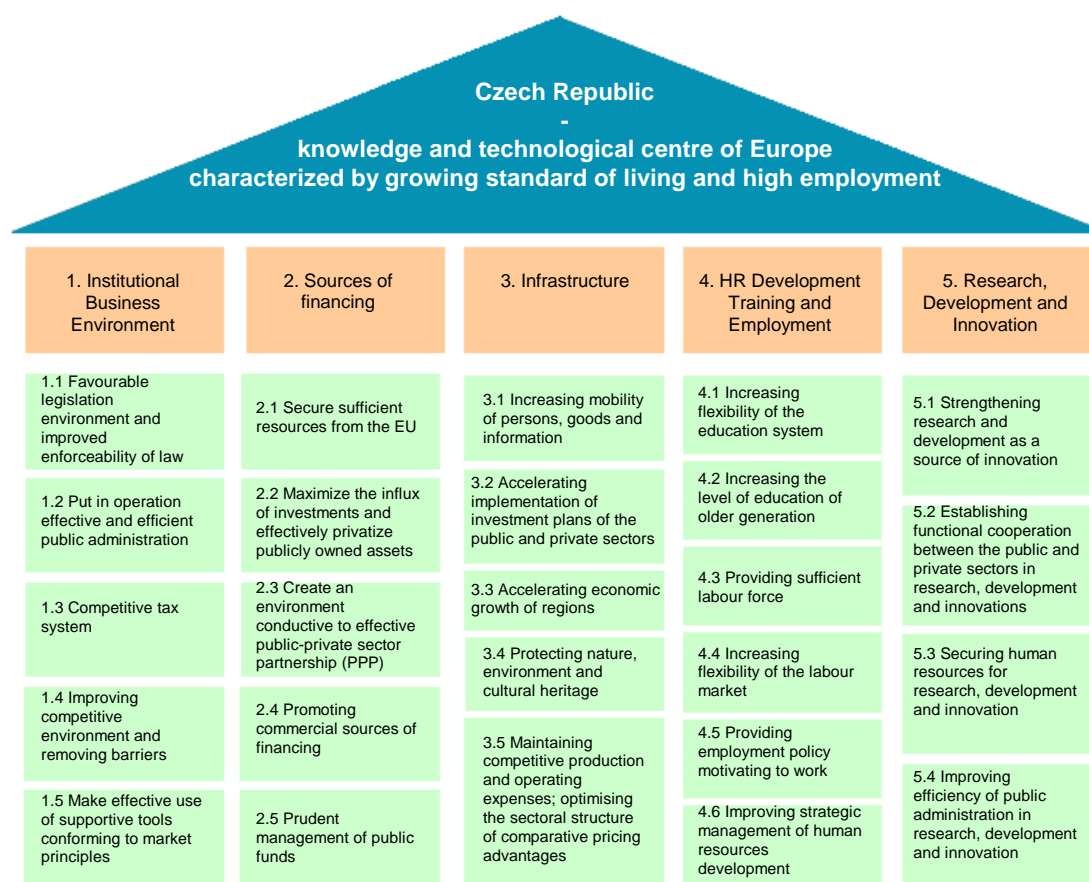 Czech Republic
-
knowledge and technological centre of Europe
characterized by growing standard of living and high employment
1. Institutional
Business
Environment
2. Sources of
financing
3. Infrastructure
4. HR Development
Training and
Employment
5. Research,
Development and
Innovation
1.1 Favourable
legislation
environment and
improved
enforceability of law
1.2 Put in operation
effective and efficient
public administration
1.3 Competitive tax
system
1.4 Improving
competitive
environment and
removing barriers
1.5 Make effective use
of supportive tools
conforming to market
principles
2.1 Secure sufficient
resources from the EU
2.2 Maximize the influx
of investments and
effectively privatize
publicly owned assets
2.3 Create an
environment
conductive to effective
public-private sector
partnership (PPP)
2.4 Promoting
commercial sources of
financing
2.5 Prudent
management of public
funds
3.1 Increasing mobility
of persons, goods and
information
3.2 Accelerating
implementation of
investment plans of the
public and private sectors
3.3 Accelerating economic
growth of regions
3.4 Protecting nature,
environment and
cultural heritage
3.5 Maintaining
competitive production
and operating
expenses; optimising
the sectoral structure
of comparative pricing
advantages
4.1 Increasing
flexibility of the
education system
4.2 Increasing the
level of education of
older generation
4.3 Providing sufficient
labour force
4.4 Increasing
flexibility of the labour
market
4.5 Providing
employment policy
motivating to work
4.6 Improving strategic
management of human
resources
development
5.1 Strengthening
research and
development as a
source of innovation
5.2 Establishing
functional cooperation
between the public and
private sectors in
research, development
and innovations
5.3 Securing human
resources for
research, development
and innovation
5.4 Improving
efficiency of public
administration in
research, development
and innovation